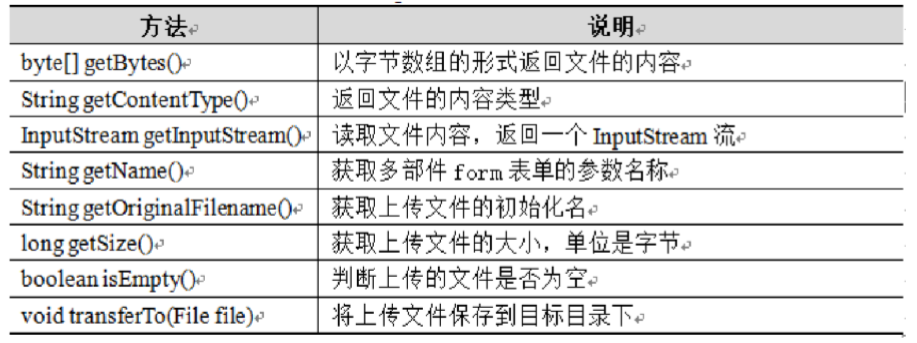 方法 说明
byte[] getBytes() 以字节数组的形式返回文件的内容
String getContentType() 返回文件的内容类型
InputStream getInputStream() 读取文件内容，返回一个 InputStream 流
String getName() 获取多部件 form 表单的参数名称
String getOriginalFilename() 获取上传文件的初始化名
long getSize() 获取上传文件的大小，单位是字节
boolean isEmpty() 判断上传的文件是否为空
void transferTo(File file) 将上传文件保存到目标目录下